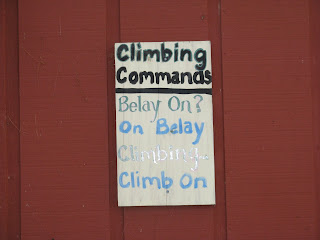 Climbing
Commands
Belay On?
On Belay
Climbing..
Climb On